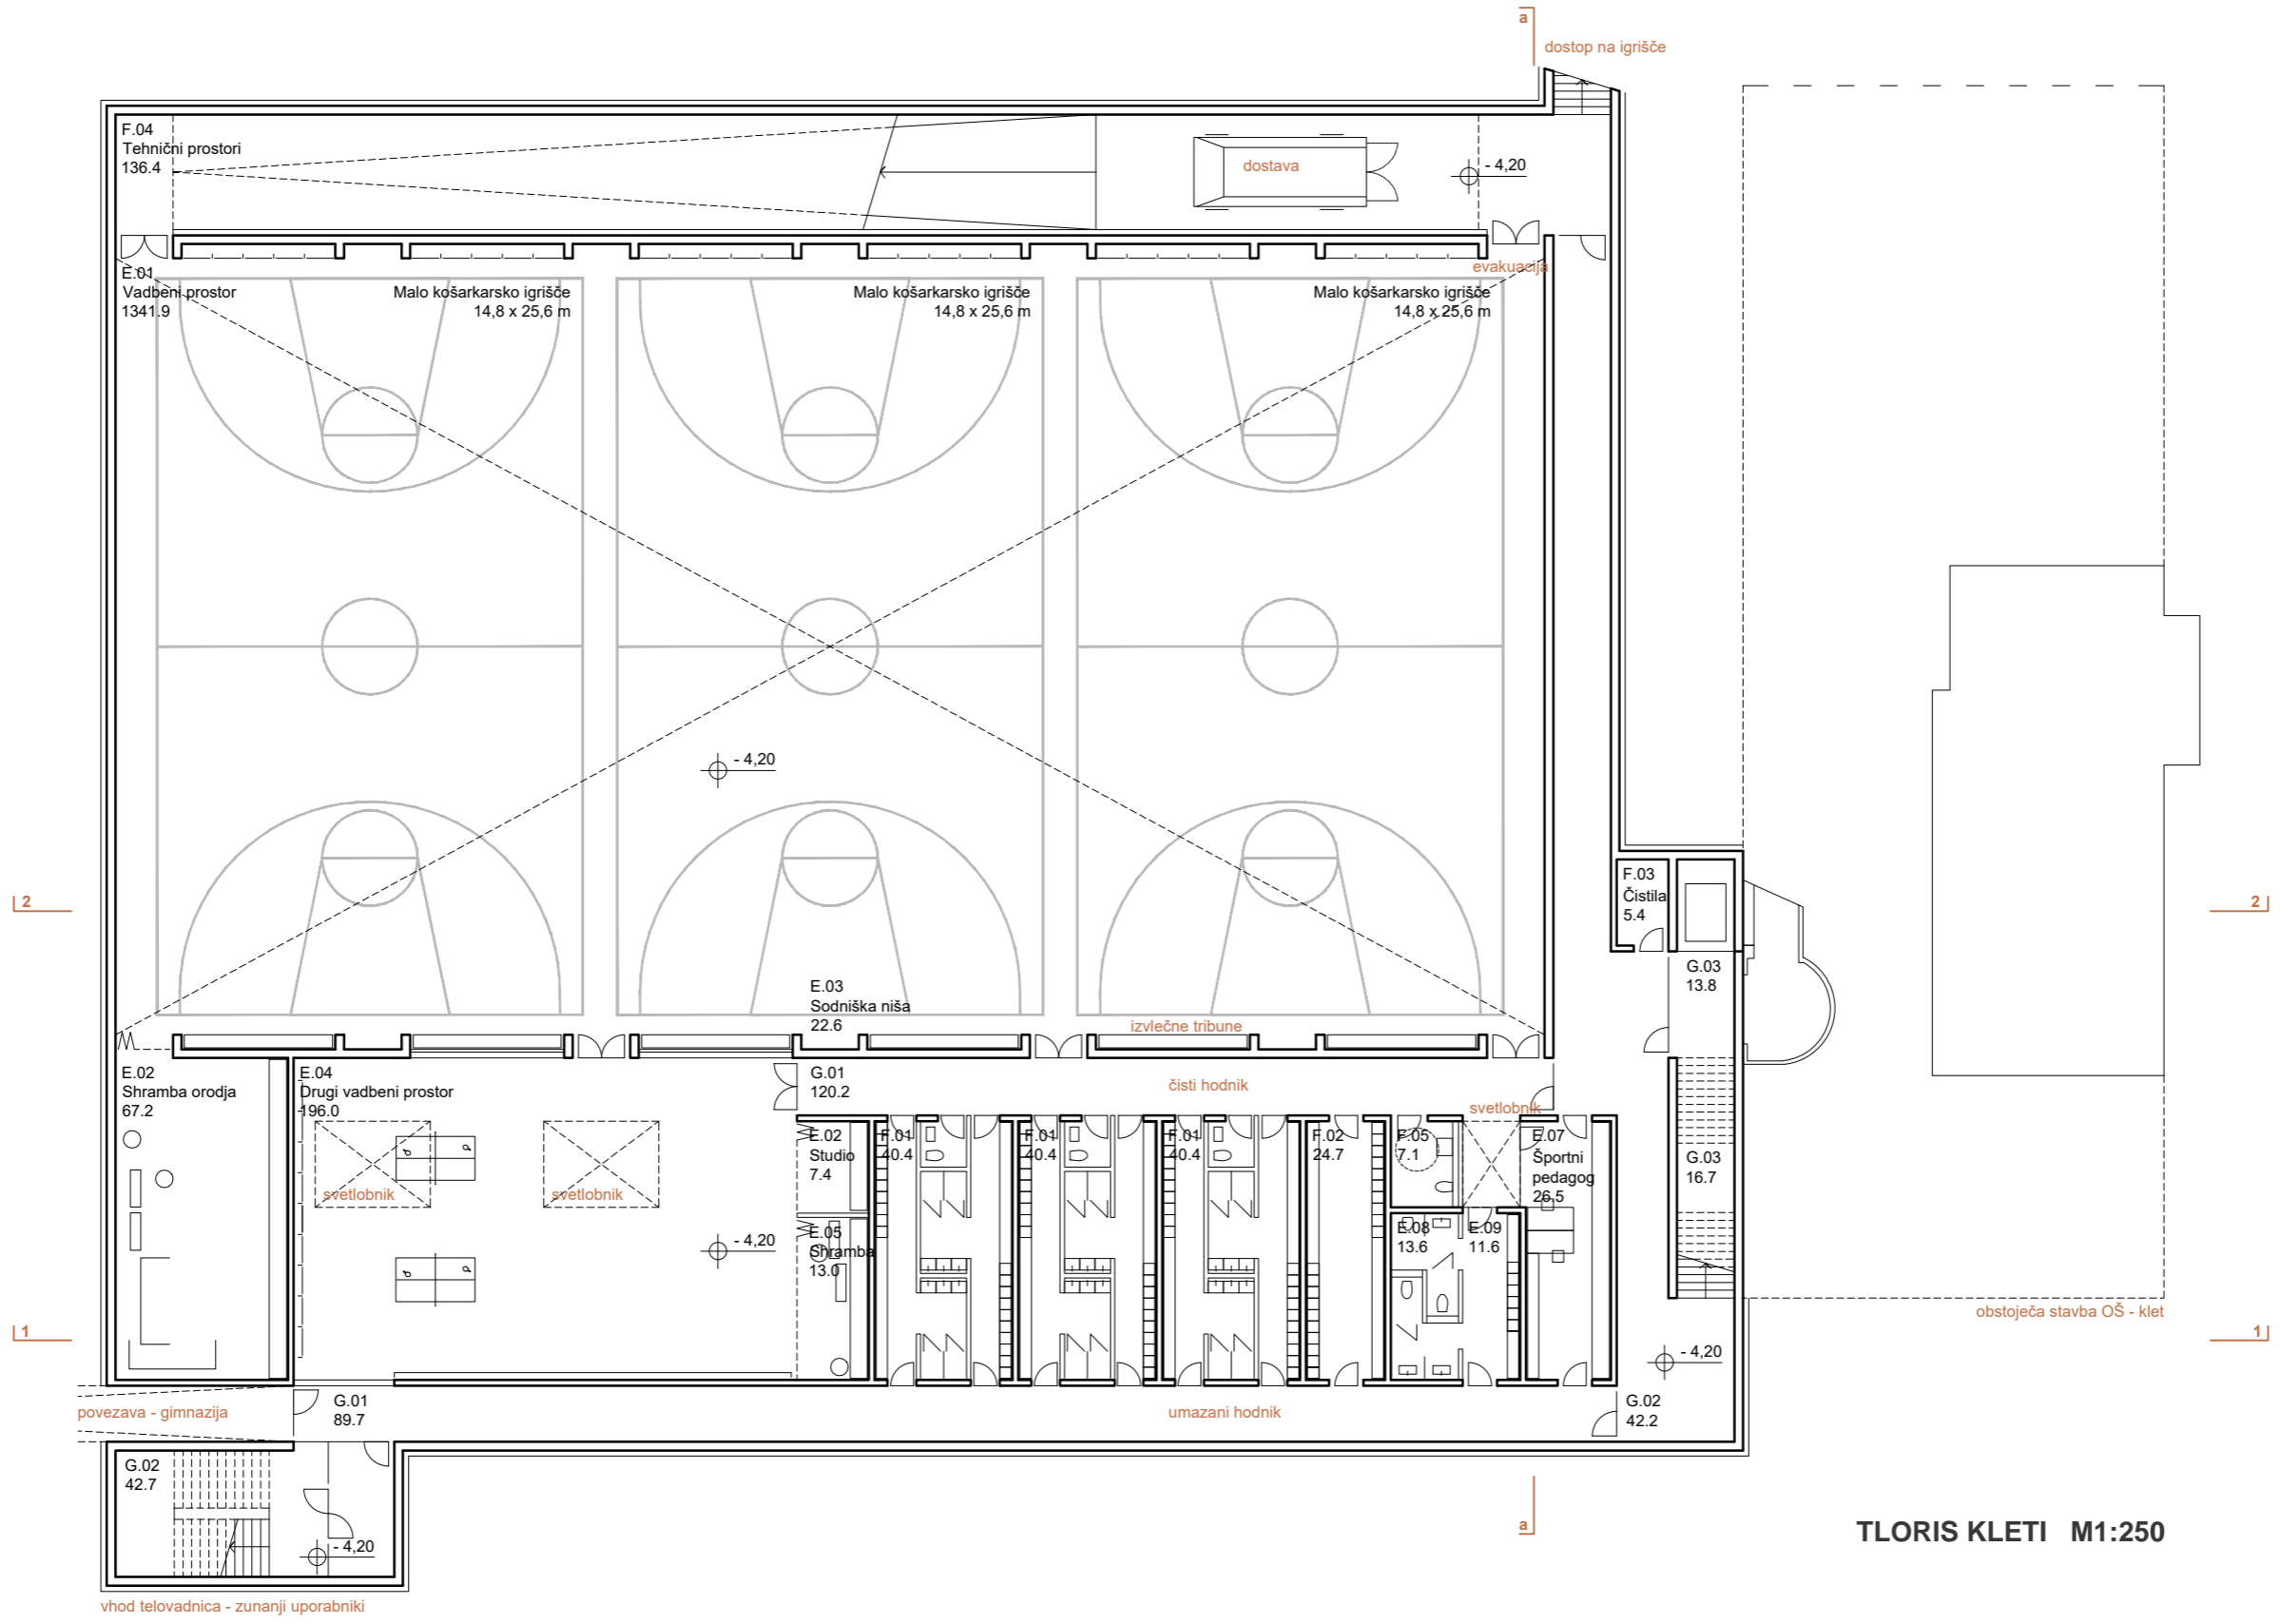 a
dostop na igrišče
F.04
Tehnični prostori
136.4
dostava
- 4,20
evakuacija
E.01
Vadbeni prostor
1341.9
Malo košarkarsko igrišče
14,8 x 25,6 m
Malo košarkarsko igrišče
14,8 x 25,6 m
Malo košarkarsko igrišče
14,8 x 25,6 m
- 4,20
F.03
Čistila
5.4
2
2
G.03
13.8
E.03
Sodniška niša
22.6
izvlečne tribune
E.02
Shramba orodja
67.2
E.04
Drugi vadbeni prostor
196.0
G.01
120.2
čisti hodnik
svetlobnik
E.02
Studio
7.4
F.01
40.4
F.01
40.4
F.01
40.4
F.02
24.7
F.05
7.1
E.07
Športni
pedagog
26.5
G.03
16.7
svetlobnik
svetlobnik
- 4,20
E.05
Shramba
13.0
E.08
13.6
E.09
11.6
obstoječa stavba OŠ - klet
1
1
- 4,20
povezava - gimnazija
G.01
89.7
umazani hodnik
G.02
42.2
G.02
42.7
- 4,20
a
TLORIS KLETI M1:250
vhod telovadnica - zunanji uporabniki